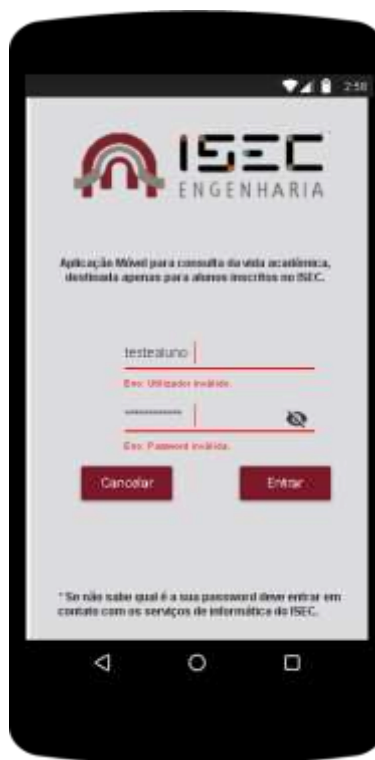 2:58
ISEC
ENGENHARIA
Aplicação Móvel para consulta da vida académica,
destinada apenas para alunos inscritos no ISEC.
testealuno
Erro: Utilizador inválido.
Erro: Password inválida.
Cancelar
Entrar
* Se não sabe qual é a sua password deve entrar em
contato com os serviços de informática do ISEC.